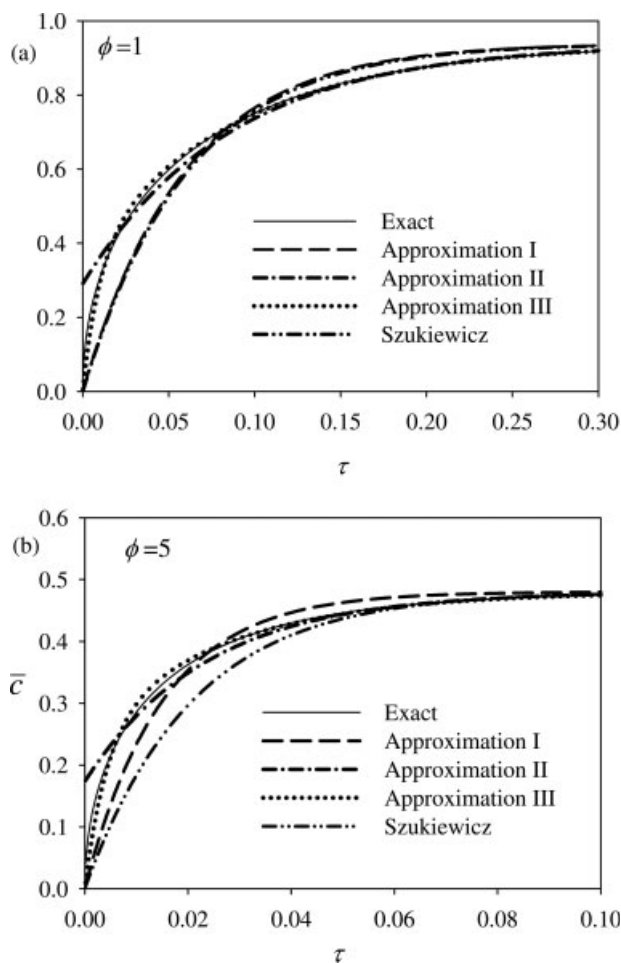 1.0
(a)
ϕ=1
0.8
0.6
0.4
0.2
0.0
Exact
Approximation I
Approximation II
Approximation III
Szukiewicz
0.00 0.05 0.10 0.15 0.20 0.25 0.30
τ
0.6
(b)
ϕ=5
0.5
0.4
c̄
0.3
0.2
0.1
0.0
Exact
Approximation I
Approximation II
Approximation III
Szukiewicz
0.00 0.02 0.04 0.06 0.08 0.10
τ